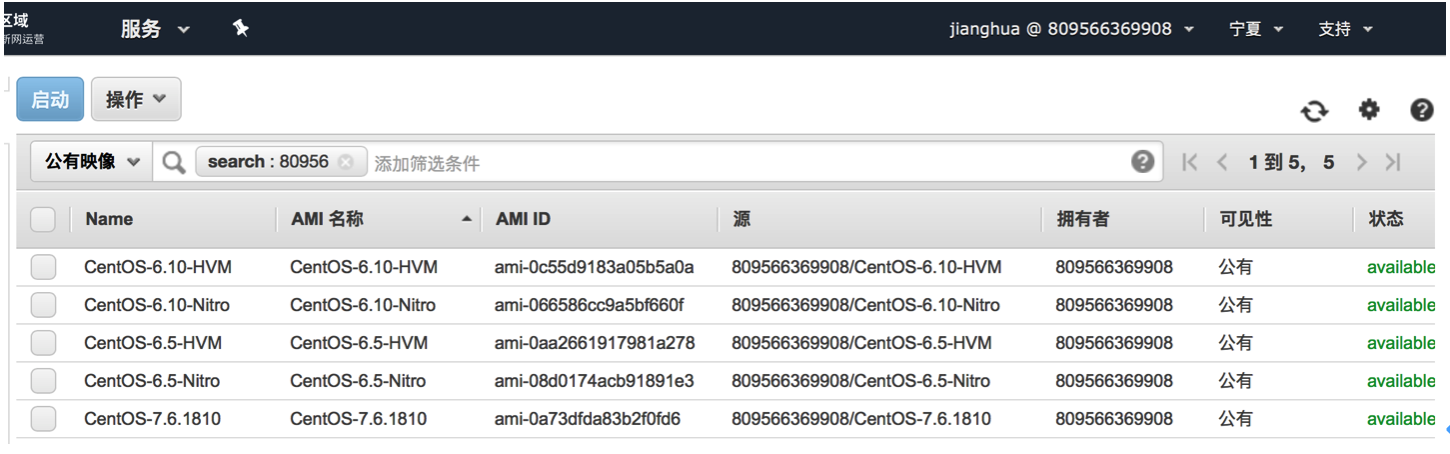 区域 服务 jianghua @ 809566369908 宁夏 支持
新网运营
启动 操作
公有映像 search : 80956 添加筛选条件 1 到 5， 5
Name AMI 名称 AMI ID 源 拥有者 可见性 状态
CentOS-6.10-HVM CentOS-6.10-HVM ami-0c55d9183a05b5a0a 809566369908/CentOS-6.10-HVM 809566369908 公有 available
CentOS-6.10-Nitro CentOS-6.10-Nitro ami-066586cc9a5bf660f 809566369908/CentOS-6.10-Nitro 809566369908 公有 available
CentOS-6.5-HVM CentOS-6.5-HVM ami-0aa2661917981a278 809566369908/CentOS-6.5-HVM 809566369908 公有 available
CentOS-6.5-Nitro CentOS-6.5-Nitro ami-08d0174acb91891e3 809566369908/CentOS-6.5-Nitro 809566369908 公有 available
CentOS-7.6.1810 CentOS-7.6.1810 ami-0a73dfda83b2f0fd6 809566369908/CentOS-7.6.1810 809566369908 公有 available